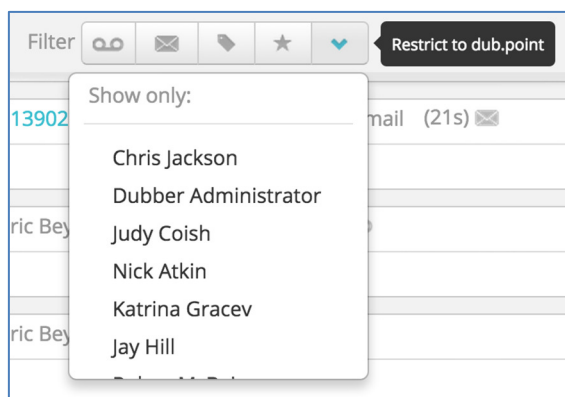 Filter Restrict to dub.point
Show only:
13902 mail (21s)
Chris Jackson
Dubber Administrator
ric Bey Judy Coish
Nick Atkin
Katrina Gracev
ric Bey Jay Hill